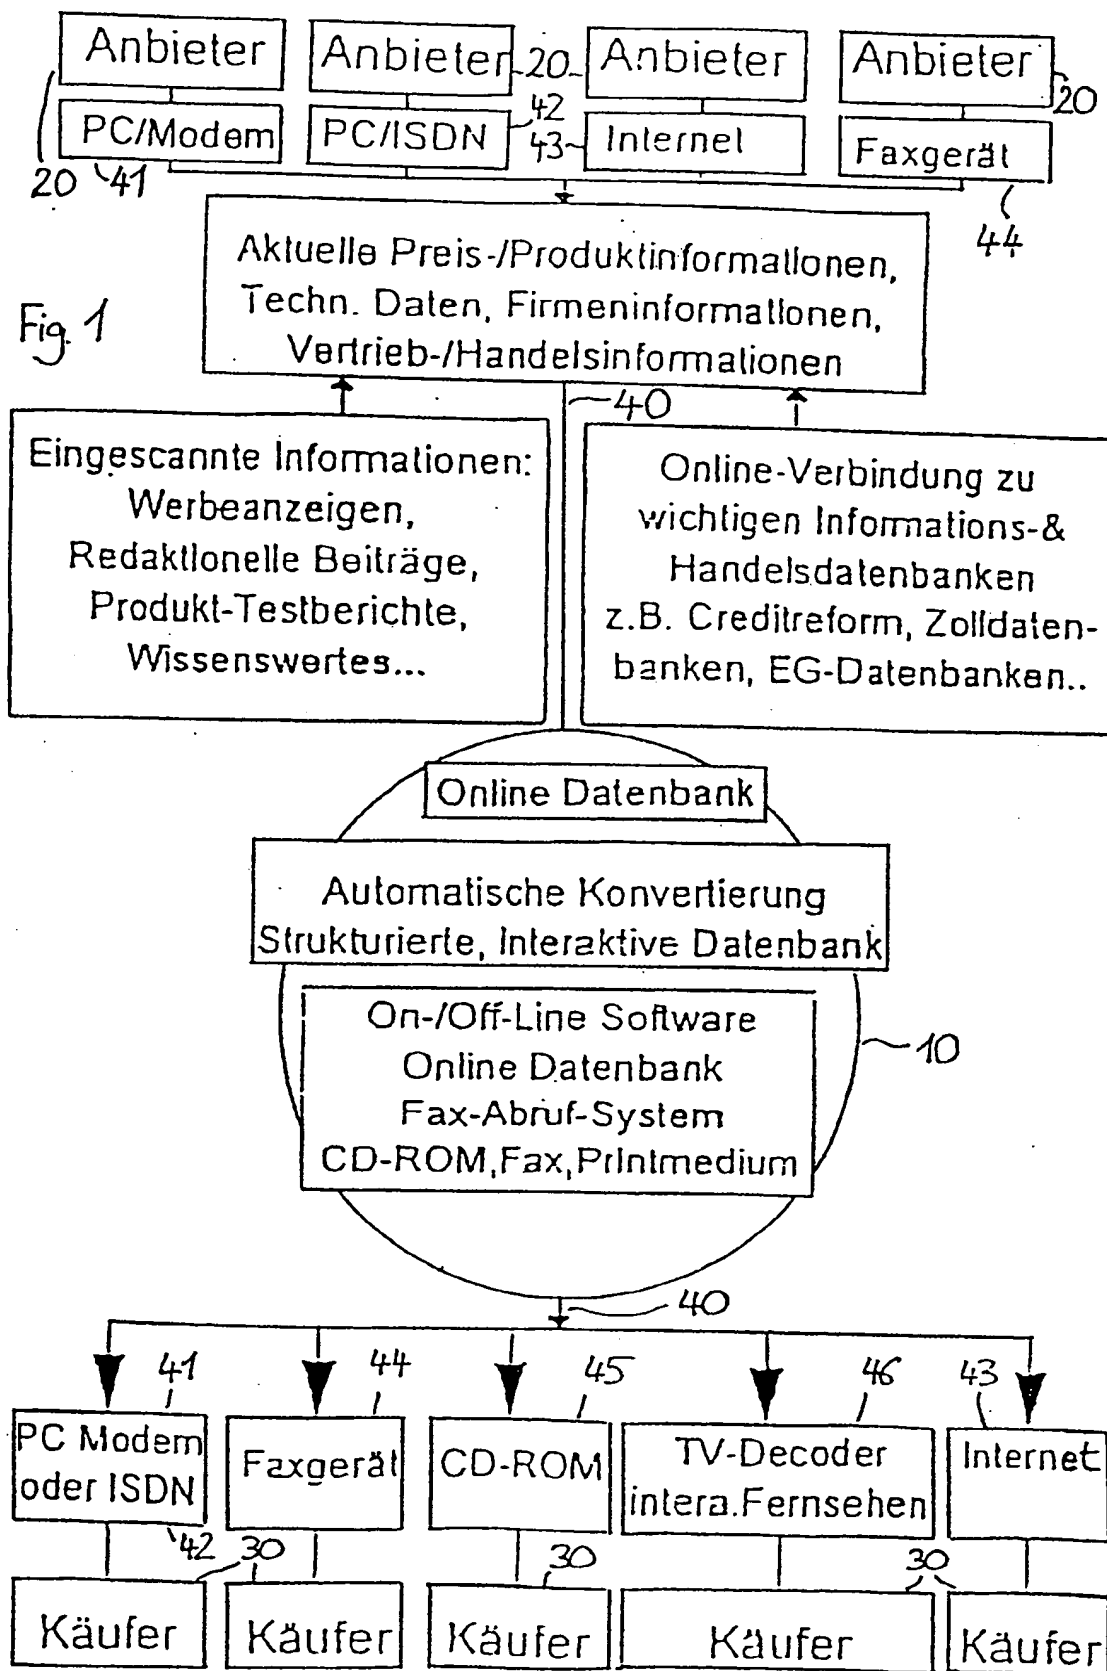 Anbieter
Anbieter
20
Anbieter
Anbieter
20
PC/Modem
PC/ISDN
42
43
Internet
Faxgerät
20
41
44
Aktuelle Preis-/Produktinformationen,
Techn. Daten, Firmeninformationen,
Vertrieb-/Handelsinformationen
Fig. 1
40
Eingescannte Informationen:
Werbeanzeigen,
Redaktionelle Beiträge,
Produkt-Testberichte,
Wissenswertes...
Online-Verbindung zu
wichtigen Informations-&
Handelsdatenbanken
z.B. Creditreform, Zolldaten-
banken, EG-Datenbanken..
Online Datenbank
Automatische Konvertierung
Strukturierte, Interaktive Datenbank
On-/Off-Line Software
Online Datenbank
Fax-Abruf-System
CD-ROM, Fax, Printmedium
10
40
41
44
45
46
43
PC Modem
oder ISDN
Faxgerät
CD-ROM
TV-Decoder
intera.Fernsehen
Internet
42
30
30
30
Käufer
Käufer
Käufer
Käufer
Käufer